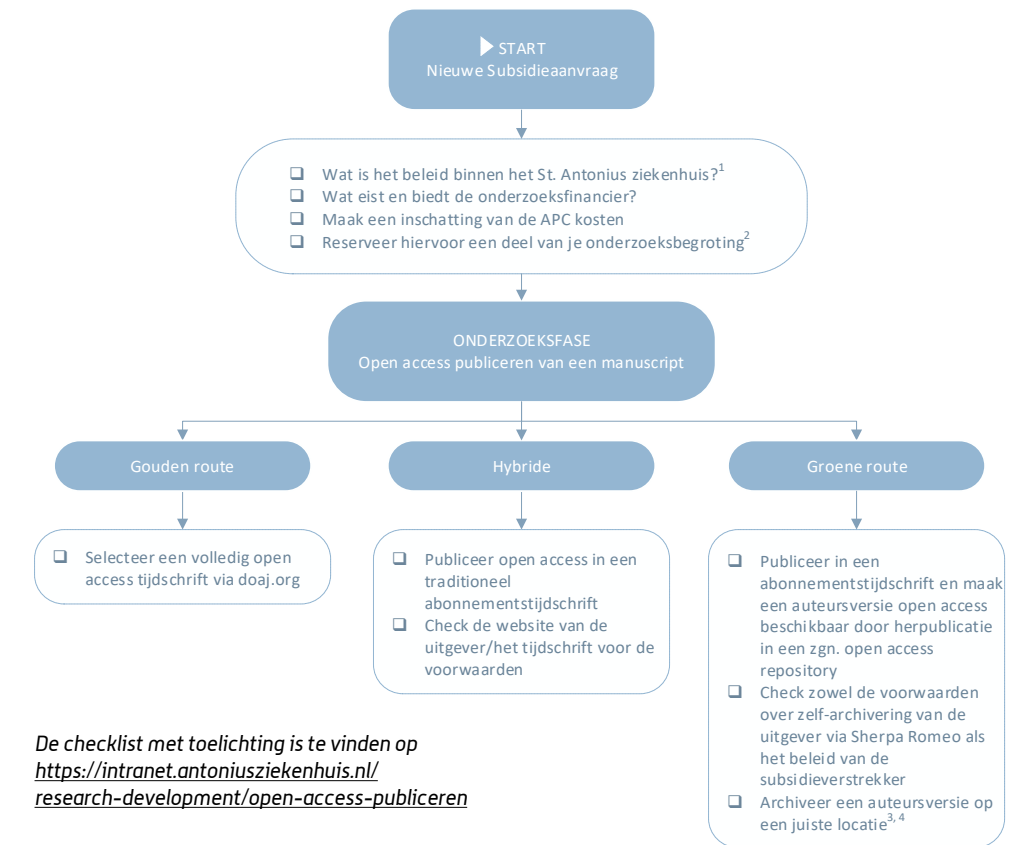 START
Nieuwe Subsidieaanvraag
❑ Wat is het beleid binnen het St. Antonius ziekenhuis?¹
❑ Wat eist en biedt de onderzoeksfinancier?
❑ Maak een inschatting van de APC kosten
❑ Reserveer hiervoor een deel van je onderzoeksbegroting²
ONDERZOEKSFASE
Open access publiceren van een manuscript
Gouden route
❑ Selecteer een volledig open
access tijdschrift via doaj.org
Hybride
❑ Publiceer open access in een
traditioneel
abonnementstijdschrift
❑ Check de website van de
uitgever/het tijdschrift voor de
voorwaarden
Groene route
❑ Publiceer in een
abonnementstijdschrift en maak
een auteursversie open access
beschikbaar door herpublicatie
in een zgn. open access
repository
❑ Check zowel de voorwaarden
over zelf-archivering van de
uitgever via Sherpa Romeo als
het beleid van de
subsidieverstrekker
❑ Archiveer een auteursversie op
een juiste locatie³˒ ⁴
De checklist met toelichting is te vinden op
https://intranet.antoniusziekenhuis.nl/
research-development/open-access-publiceren